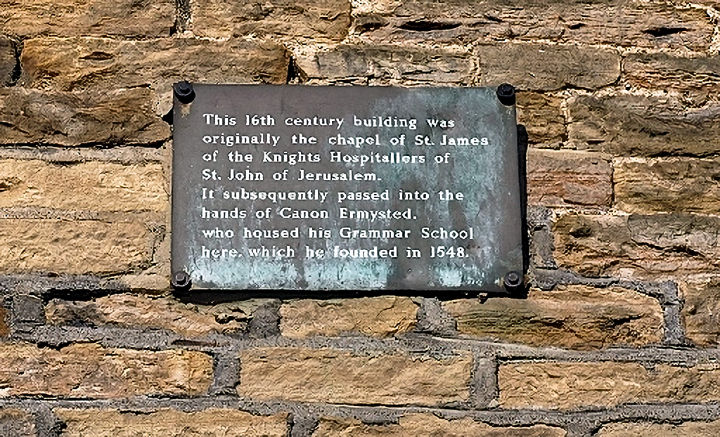 This 16th century building was
originally the chapel of St. James
of the Knights Hospitallers of
St. John of Jerusalem.
It subsequently passed into the
hands of Canon Ermysted.
who housed his Grammar School
here. which he founded in 1548.